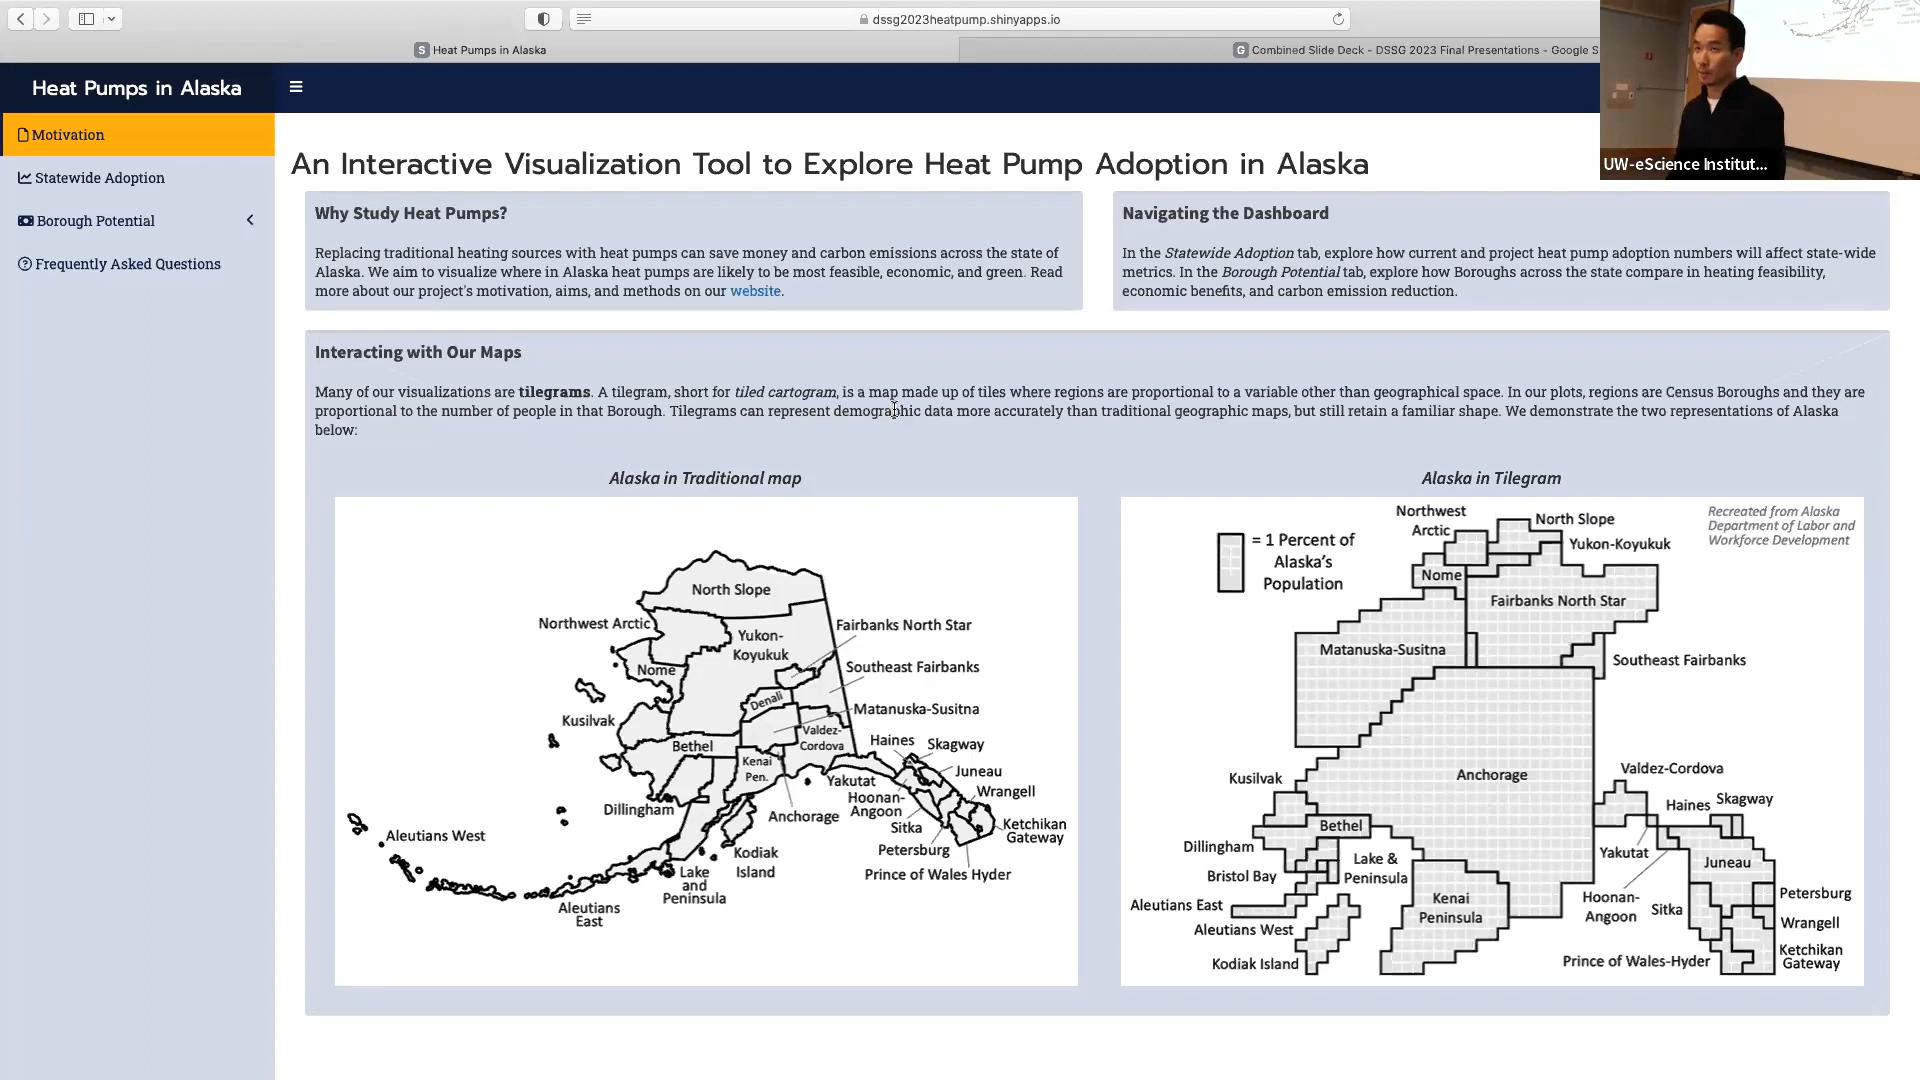 dssg2023heatpump.shinyapps.io
S Heat Pumps in Alaska
G Combined Slide Deck - DSSG 2023 Final Presentations - Google S
UW-eScience Institut...
Heat Pumps in Alaska
Motivation
Statewide Adoption
Borough Potential
Frequently Asked Questions
An Interactive Visualization Tool to Explore Heat Pump Adoption in Alaska
Why Study Heat Pumps?
Replacing traditional heating sources with heat pumps can save money and carbon emissions across the state of
Alaska. We aim to visualize where in Alaska heat pumps are likely to be most feasible, economic, and green. Read
more about our project's motivation, aims, and methods on our website.
Navigating the Dashboard
In the Statewide Adoption tab, explore how current and project heat pump adoption numbers will affect state-wide
metrics. In the Borough Potential tab, explore how Boroughs across the state compare in heating feasibility,
economic benefits, and carbon emission reduction.
Interacting with Our Maps
Many of our visualizations are tilegrams. A tilegram, short for tiled cartogram, is a map made up of tiles where regions are proportional to a variable other than geographical space. In our plots, regions are Census Boroughs and they are
proportional to the number of people in that Borough. Tilegrams can represent demographic data more accurately than traditional geographic maps, but still retain a familiar shape. We demonstrate the two representations of Alaska
below:
Alaska in Traditional map
North Slope
Northwest Arctic
Yukon-
Koyukuk
Fairbanks North Star
Nome
Southeast Fairbanks
Denali
Matanuska-Susitna
Kusilvak
Valdez-
Cordova
Bethel
Haines
Skagway
Kenai
Pen.
Juneau
Yakutat
Wrangell
Hoonan-
Angoon
Dillingham
Anchorage
Sitka
Ketchikan
Gateway
Aleutians West
Petersburg
Kodiak
Island
Prince of Wales Hyder
Lake
and
Peninsula
Aleutians
East
Alaska in Tilegram
Northwest
Arctic
North Slope
Recreated from Alaska
Department of Labor and
Workforce Development
= 1 Percent of
Alaska's
Population
Yukon-Koyukuk
Nome
Fairbanks North Star
Matanuska-Susitna
Southeast Fairbanks
Anchorage
Kusilvak
Valdez-Cordova
Haines
Skagway
Bethel
Dillingham
Lake &
Peninsula
Yakutat
Juneau
Bristol Bay
Petersburg
Kenai
Peninsula
Hoonan-
Angoon
Sitka
Aleutians East
Wrangell
Aleutians West
Ketchikan
Gateway
Kodiak Island
Prince of Wales-Hyder